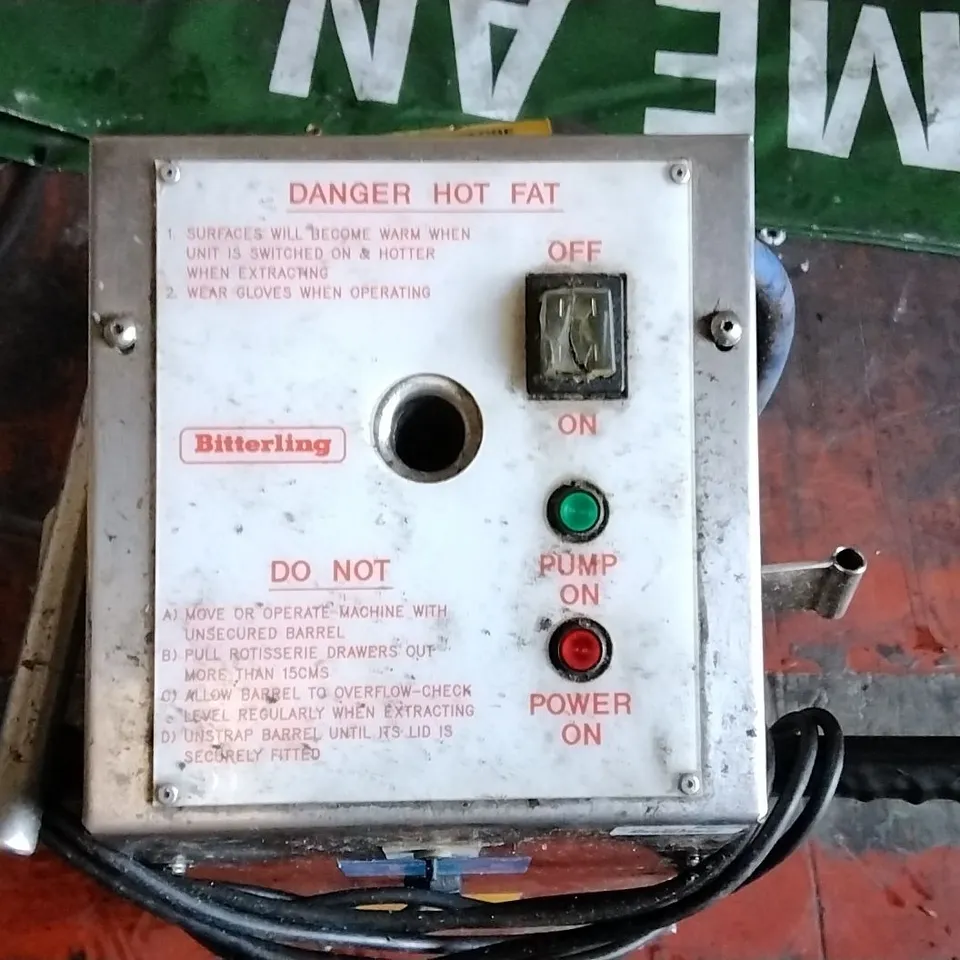 MEAN
DANGER HOT FAT
1. SURFACES WILL BECOME WARM WHEN
UNIT IS SWITCHED ON & HOTTER
WHEN EXTRACTING
2. WEAR GLOVES WHEN OPERATING
OFF
ON
Bitterling
PUMP
ON
DO NOT
A) MOVE OR OPERATE MACHINE WITH
UNSECURED BARREL
B) PULL ROTISSERIE DRAWERS OUT
MORE THAN 15CMS
C) ALLOW BARREL TO OVERFLOW-CHECK
LEVEL REGULARLY WHEN EXTRACTING
D) UNSTRAP BARREL UNTIL ITS LID IS
SECURELY FITTED
POWER
ON